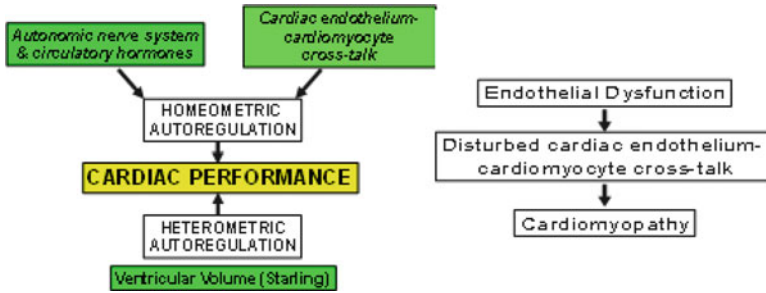 Autonomic nerve system
& circulatory hormones
Cardiac endothelium-
cardiomyocyte
cross-talk
HOMEOMETRIC
AUTOREGULATION
CARDIAC PERFORMANCE
HETEROMETRIC
AUTOREGULATION
Ventricular Volume (Starling)
Endothelial Dysfunction
Disturbed cardiac endothelium-
cardiomyocyte cross-talk
Cardiomyopathy